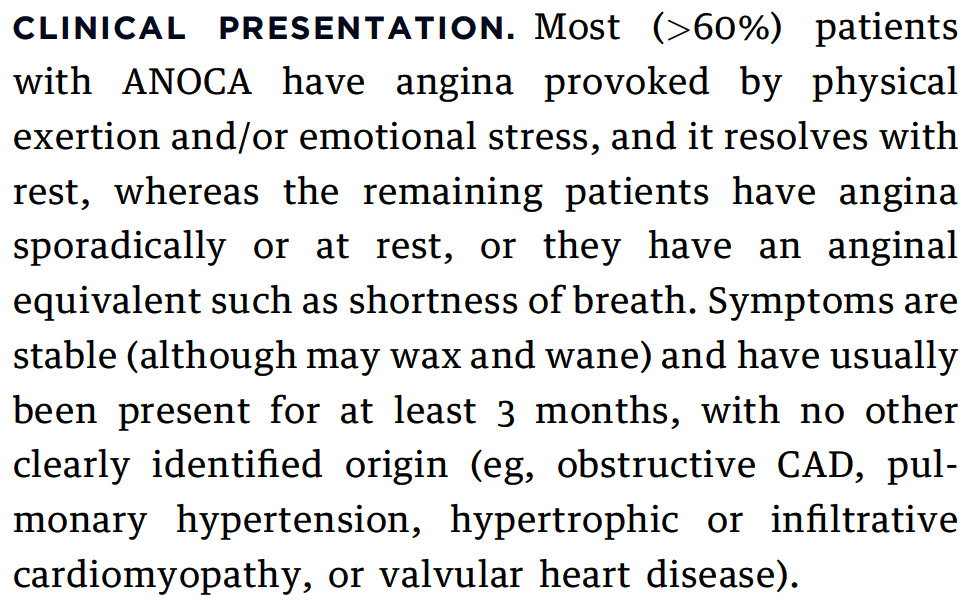 CLINICAL PRESENTATION. Most (>60%) patients
with ANOCA have angina provoked by physical
exertion and/or emotional stress, and it resolves with
rest, whereas the remaining patients have angina
sporadically or at rest, or they have an anginal
equivalent such as shortness of breath. Symptoms are
stable (although may wax and wane) and have usually
been present for at least 3 months, with no other
clearly identified origin (eg, obstructive CAD, pul-
monary hypertension, hypertrophic or infiltrative
cardiomyopathy, or valvular heart disease).